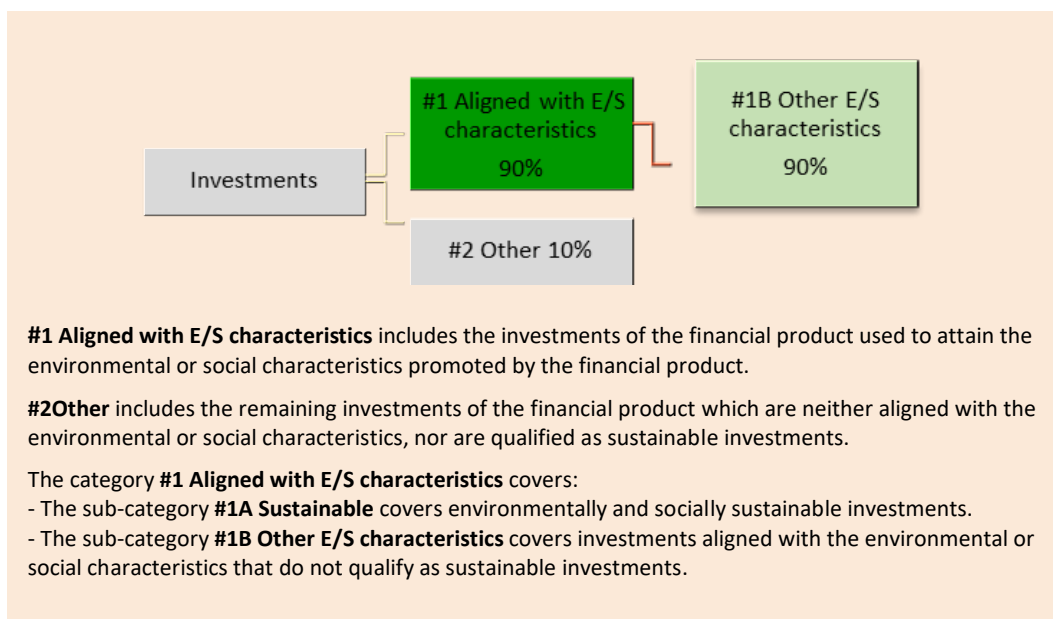 #1 Aligned with E/S
characteristics
90%
#1B Other E/S
characteristics
90%
Investments
#2 Other 10%
#1 Aligned with E/S characteristics includes the investments of the financial product used to attain the
environmental or social characteristics promoted by the financial product.
#2Other includes the remaining investments of the financial product which are neither aligned with the
environmental or social characteristics, nor are qualified as sustainable investments.
The category #1 Aligned with E/S characteristics covers:
- The sub-category #1A Sustainable covers environmentally and socially sustainable investments.
- The sub-category #1B Other E/S characteristics covers investments aligned with the environmental or
social characteristics that do not qualify as sustainable investments.